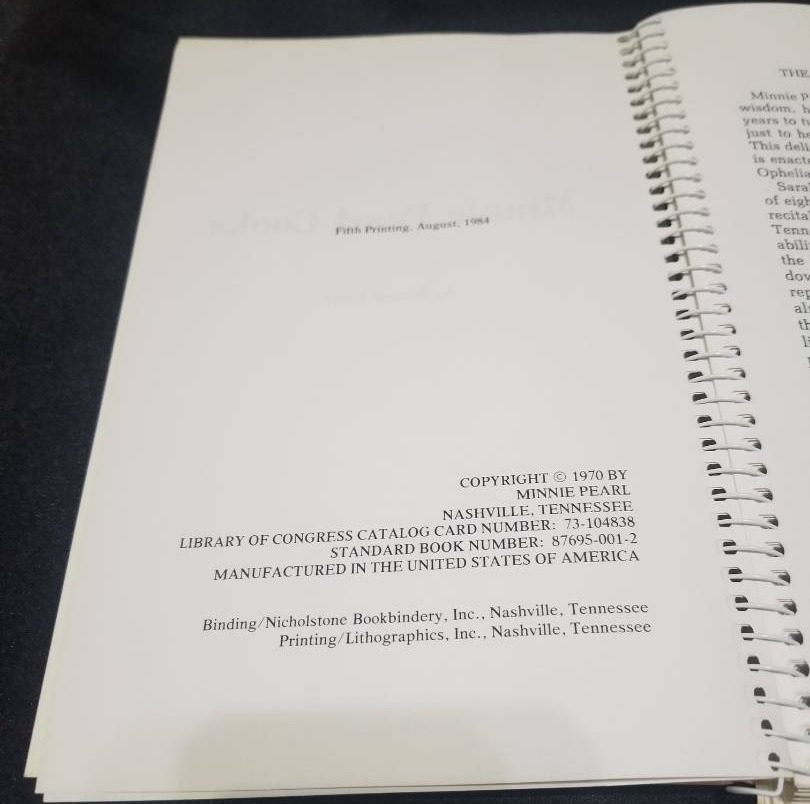 Fifth Printing, August, 1984
COPYRIGHT © 1970 BY
MINNIE PEARL
NASHVILLE, TENNESSEE
LIBRARY OF CONGRESS CATALOG CARD NUMBER: 73-104838
STANDARD BOOK NUMBER: 87695-001-2
MANUFACTURED IN THE UNITED STATES OF AMERICA
Binding/Nicholstone Bookbindery, Inc., Nashville, Tennessee
Printing/Lithographics, Inc., Nashville, Tennessee
THE
Minnie P
wisdom, h
years to
just to he
This deli
is enact
Ophelia
Sara
of eigh
recita
Tenn
abili
the
dow
rep
al
th